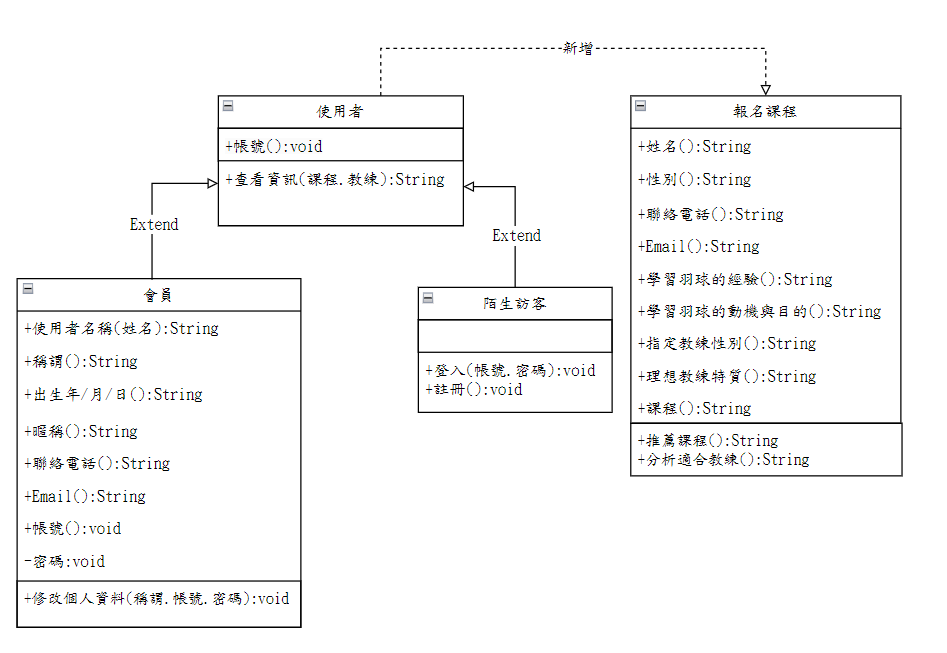 新增
使用者
+帳號():void
+查看資訊(課程.教練):String
報名課程
+姓名():String
+性別():String
+聯絡電話():String
+Email():String
+學習羽球的經驗():String
+學習羽球的動機與目的():String
+指定教練性別():String
+理想教練特質():String
+課程():String
+推薦課程():String
+分析適合教練():String
Extend
Extend
會員
+使用者名稱(姓名):String
+稱謂():String
+出生年/月/日():String
+暱稱():String
+聯絡電話():String
+Email():String
+帳號():void
-密碼:void
+修改個人資料(稱謂.帳號.密碼):void
陌生訪客
+登入(帳號.密碼):void
+註冊():void